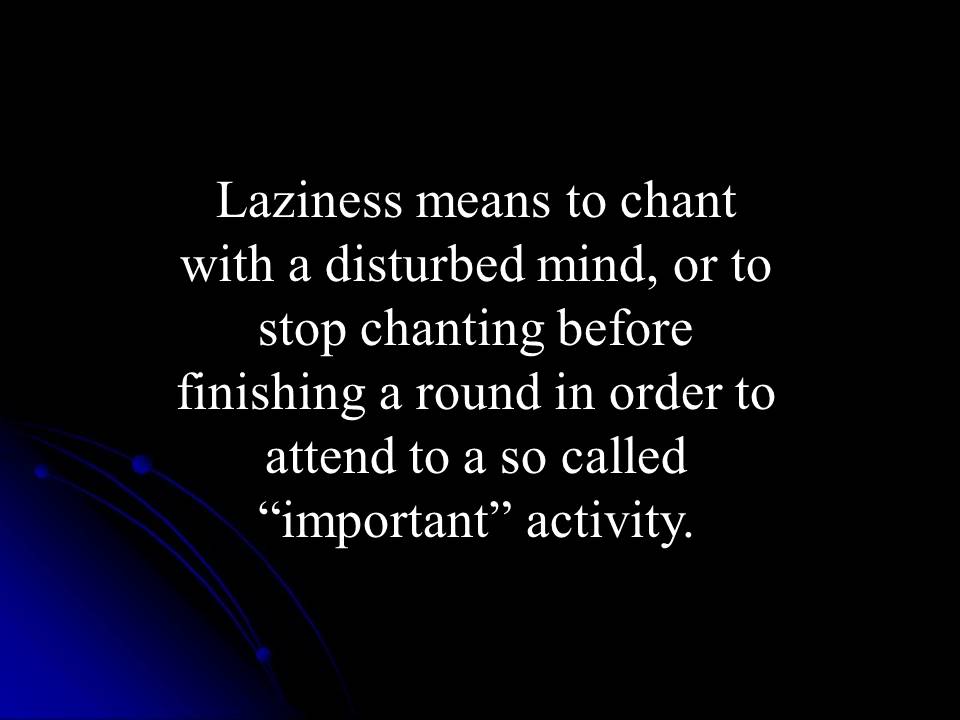 Laziness means to chant
with a disturbed mind, or to
stop chanting before
finishing a round in order to
attend to a so called
“important” activity.